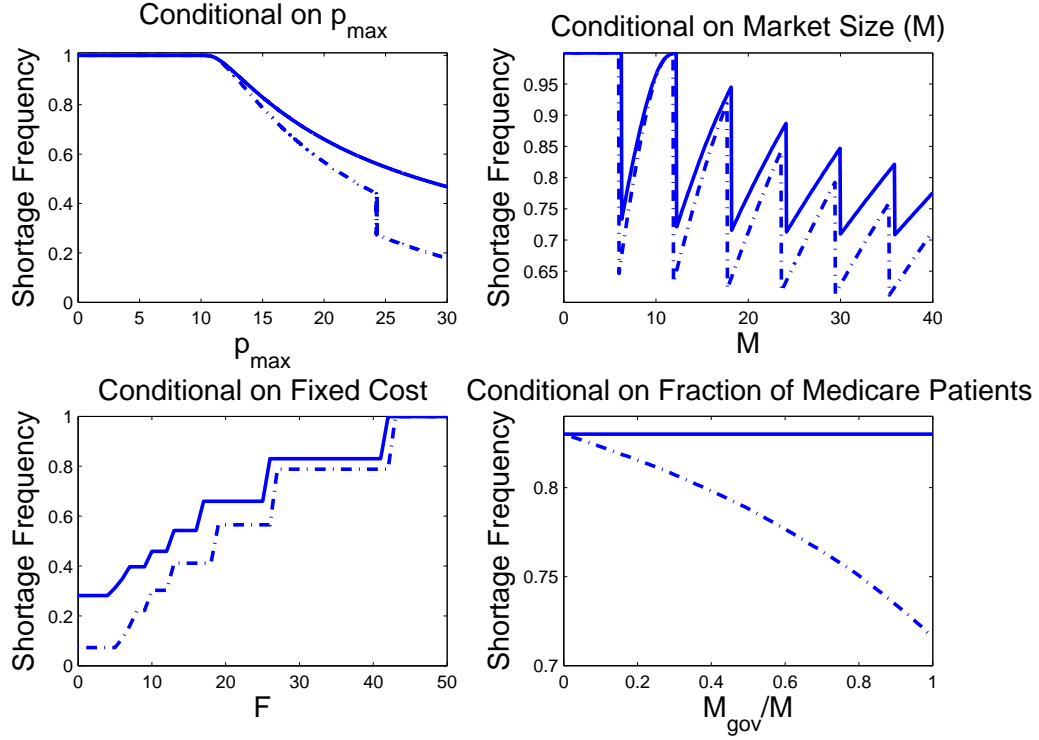 Conditional on p_max
Conditional on Market Size (M)
Shortage Frequency
1
0.8
0.6
0.4
0.2
0
0 5 10 15 20 25 30
p_max
Shortage Frequency
0.95
0.9
0.85
0.8
0.75
0.7
0.65
0 10 20 30 40
M
Conditional on Fixed Cost
Conditional on Fraction of Medicare Patients
Shortage Frequency
1
0.8
0.6
0.4
0.2
0
0 10 20 30 40 50
F
Shortage Frequency
0.8
0.75
0.7
0 0.2 0.4 0.6 0.8 1
M_gov/M